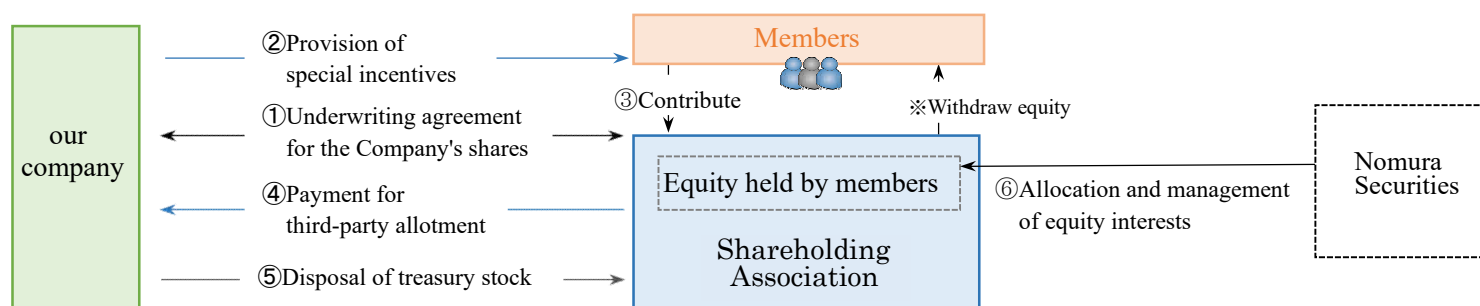 our
company
②Provision of
special incentives
①Underwriting agreement
for the Company's shares
④Payment for
third-party allotment
⑤Disposal of treasury stock
Members
③Contribute
※Withdraw equity
Equity held by members
Shareholding
Association
⑥Allocation and management
of equity interests
Nomura
Securities